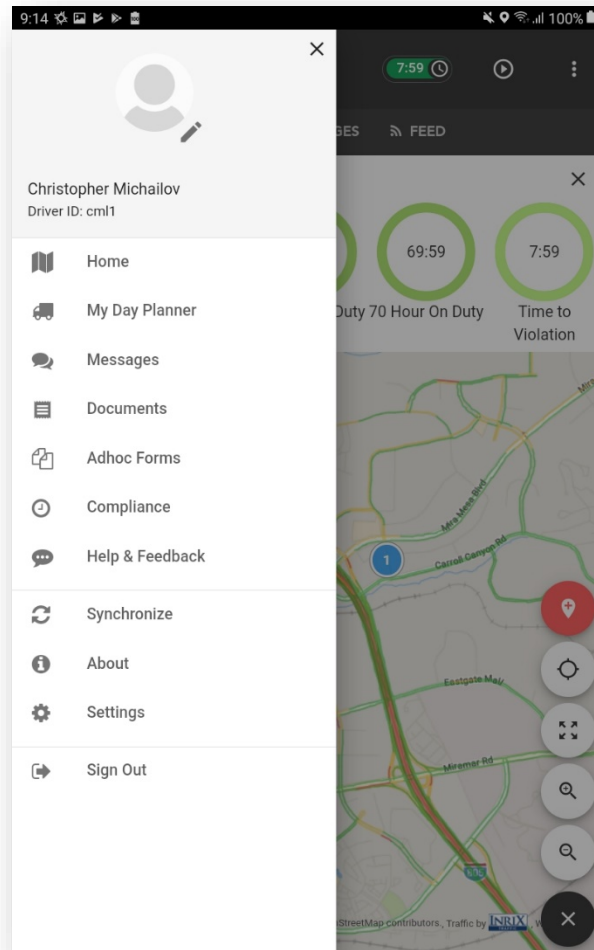 9:14
100%
7:59
GES
FEED
Christopher Michailov
Driver ID: cml1
69:59
7:59
Duty
70 Hour On Duty
Time to
Violation
Home
My Day Planner
Messages
Documents
Adhoc Forms
Compliance
Help & Feedback
Synchronize
About
Settings
Sign Out
Mira Mesa Blvd
Carroll Canyon Rd
1
Eastgate Mall
Miramar Rd
805
StreetMap contributors, Traffic by INRIX